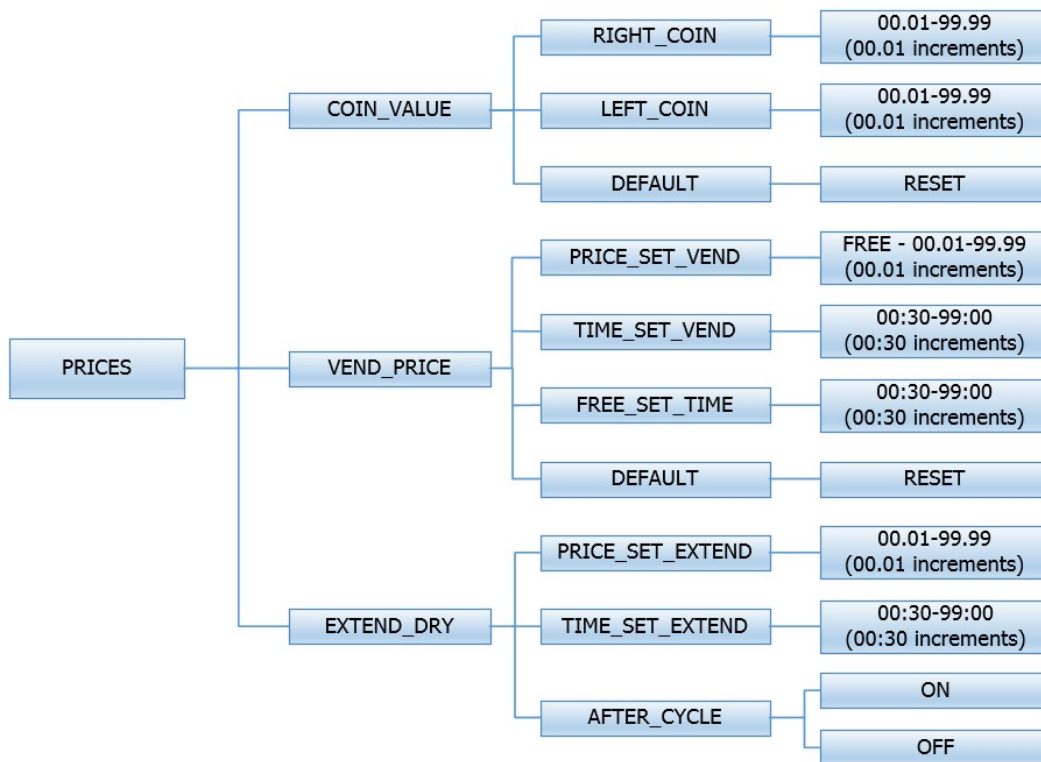 RIGHT_COIN
00.01-99.99
(00.01 increments)
COIN_VALUE
LEFT_COIN
00.01-99.99
(00.01 increments)
DEFAULT
RESET
PRICE_SET_VEND
FREE - 00.01-99.99
(00.01 increments)
TIME_SET_VEND
00:30-99:00
(00:30 increments)
PRICES
VEND_PRICE
FREE_SET_TIME
00:30-99:00
(00:30 increments)
DEFAULT
RESET
PRICE_SET_EXTEND
00.01-99.99
(00.01 increments)
EXTEND_DRY
TIME_SET_EXTEND
00:30-99:00
(00:30 increments)
AFTER_CYCLE
ON
OFF